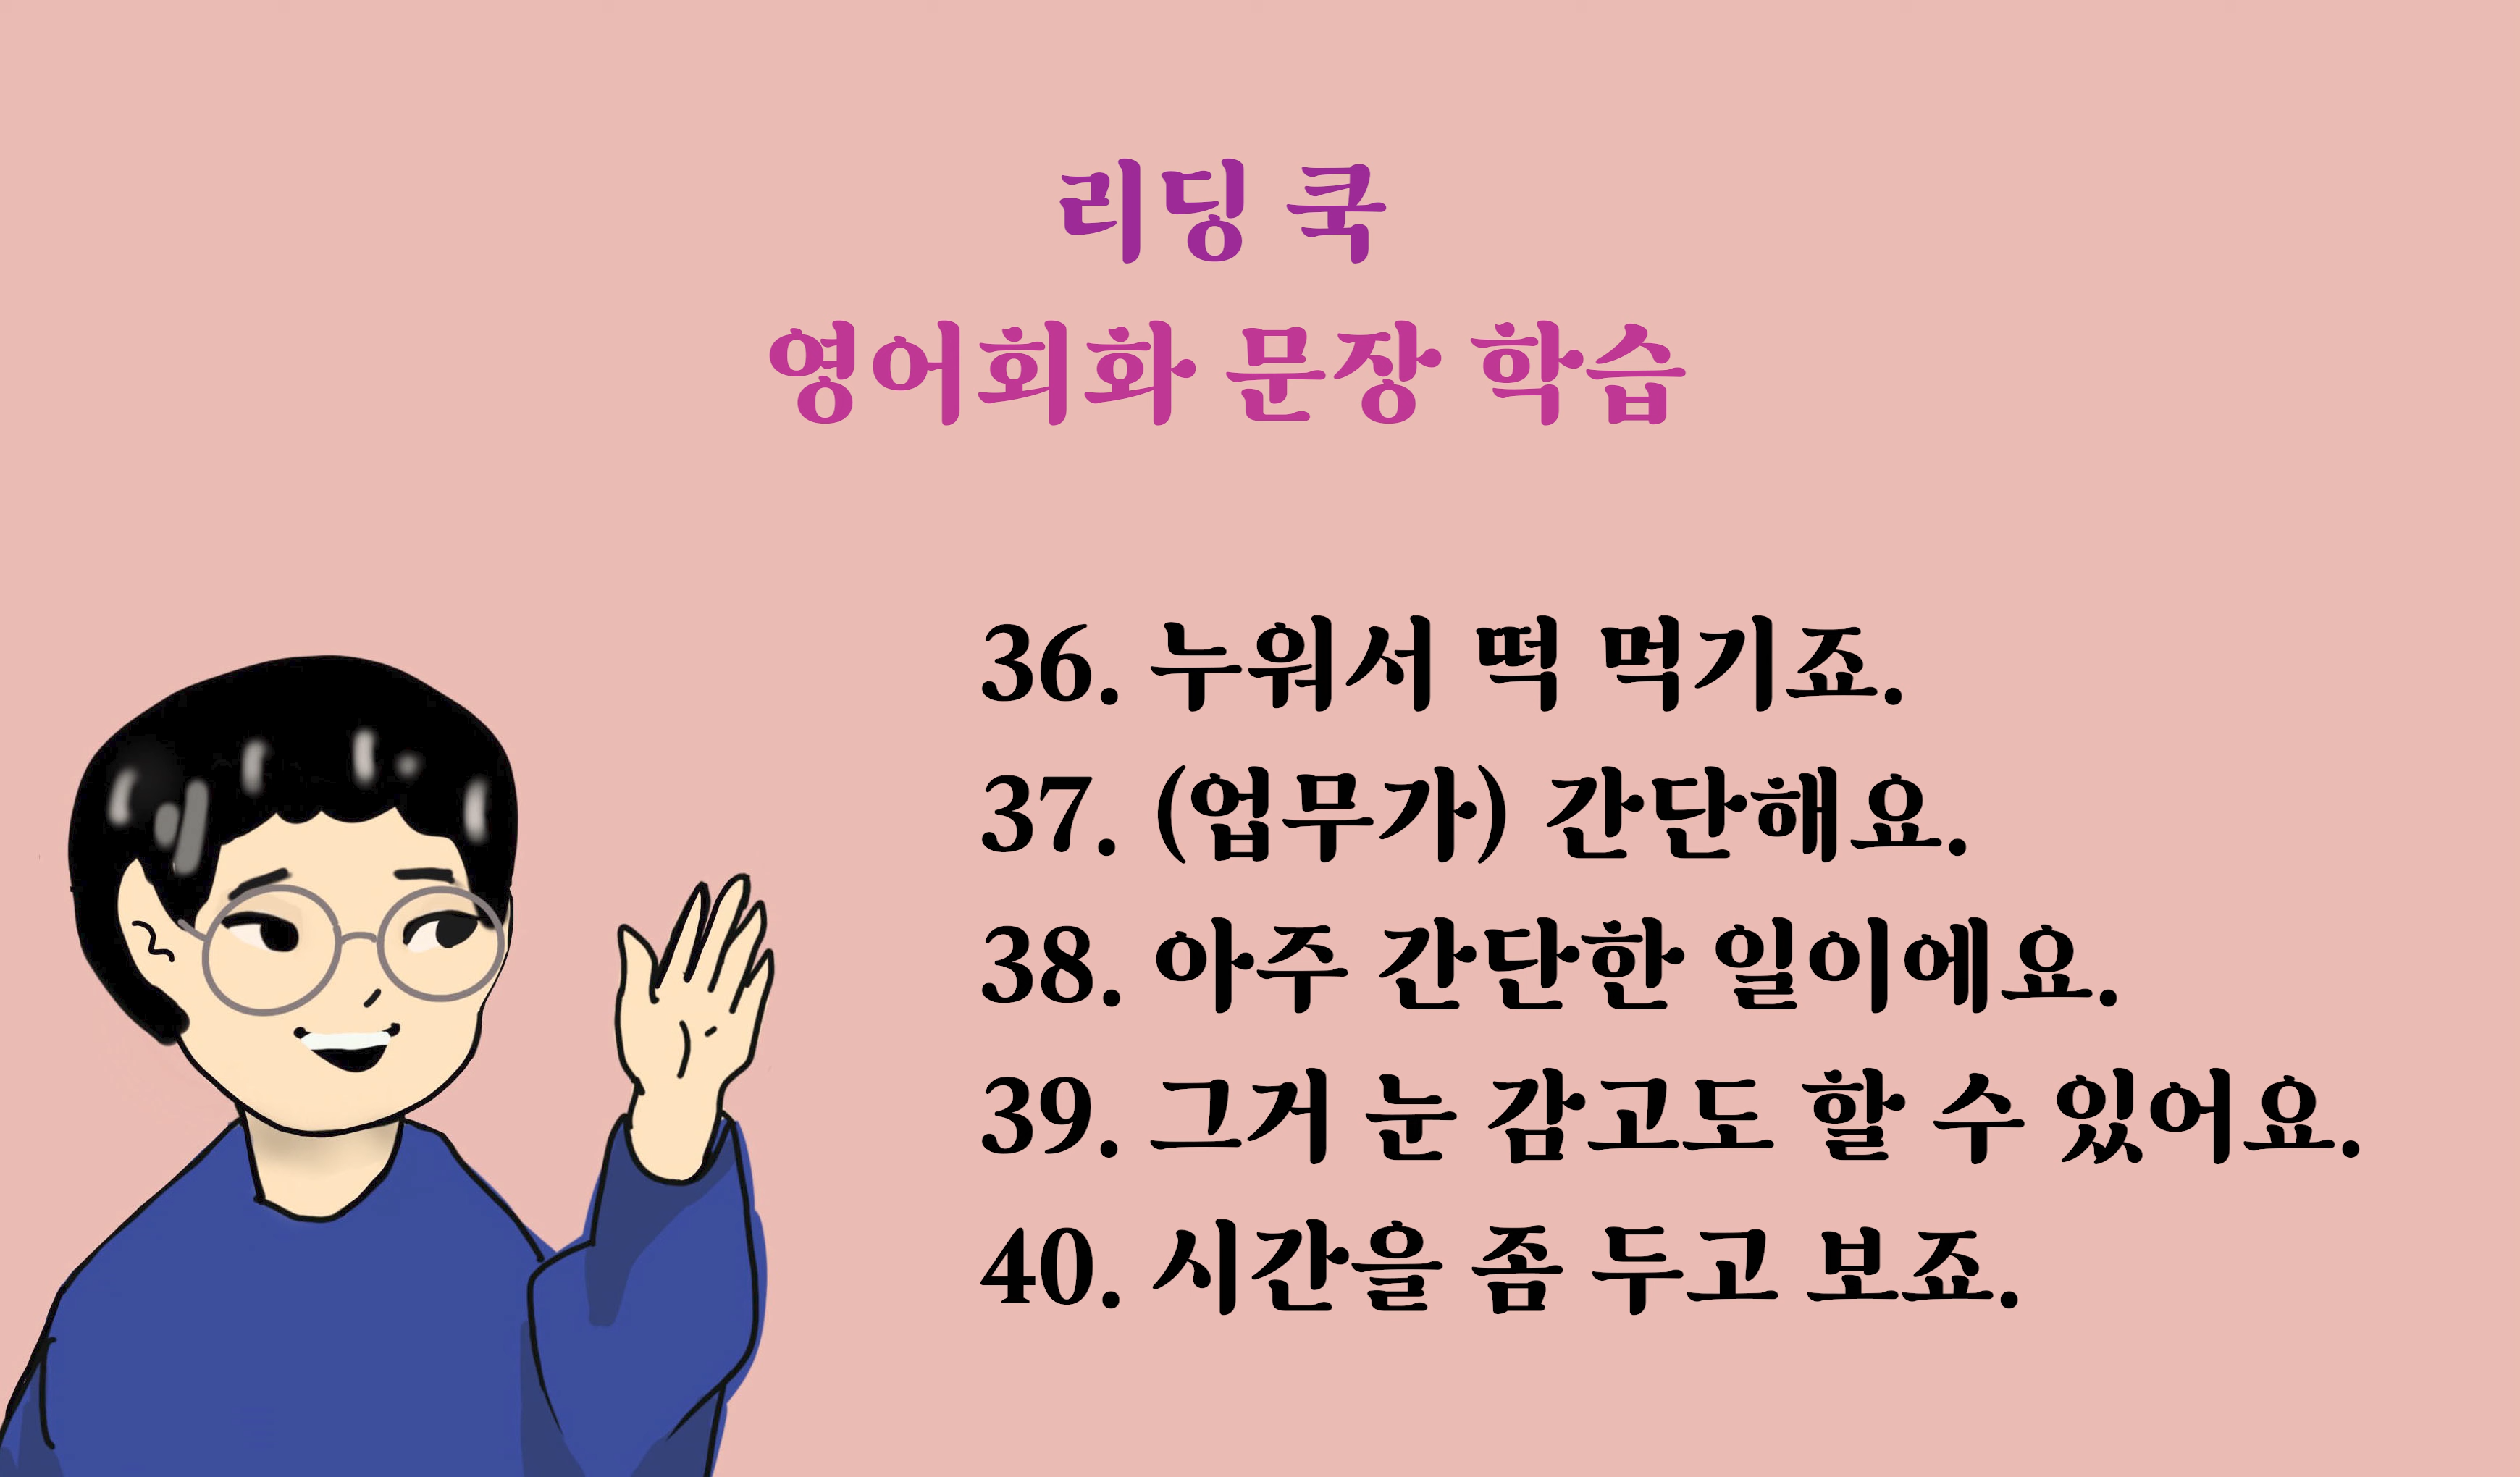 리딩 쿡
영어회화 문장 학습
36. 누워서 떡 먹기죠.
37. (업무가) 간단해요.
38. 아주 간단한 일이에요.
39. 그거 눈 감고도 할 수 있어요.
40. 시간을 좀 두고 보죠.